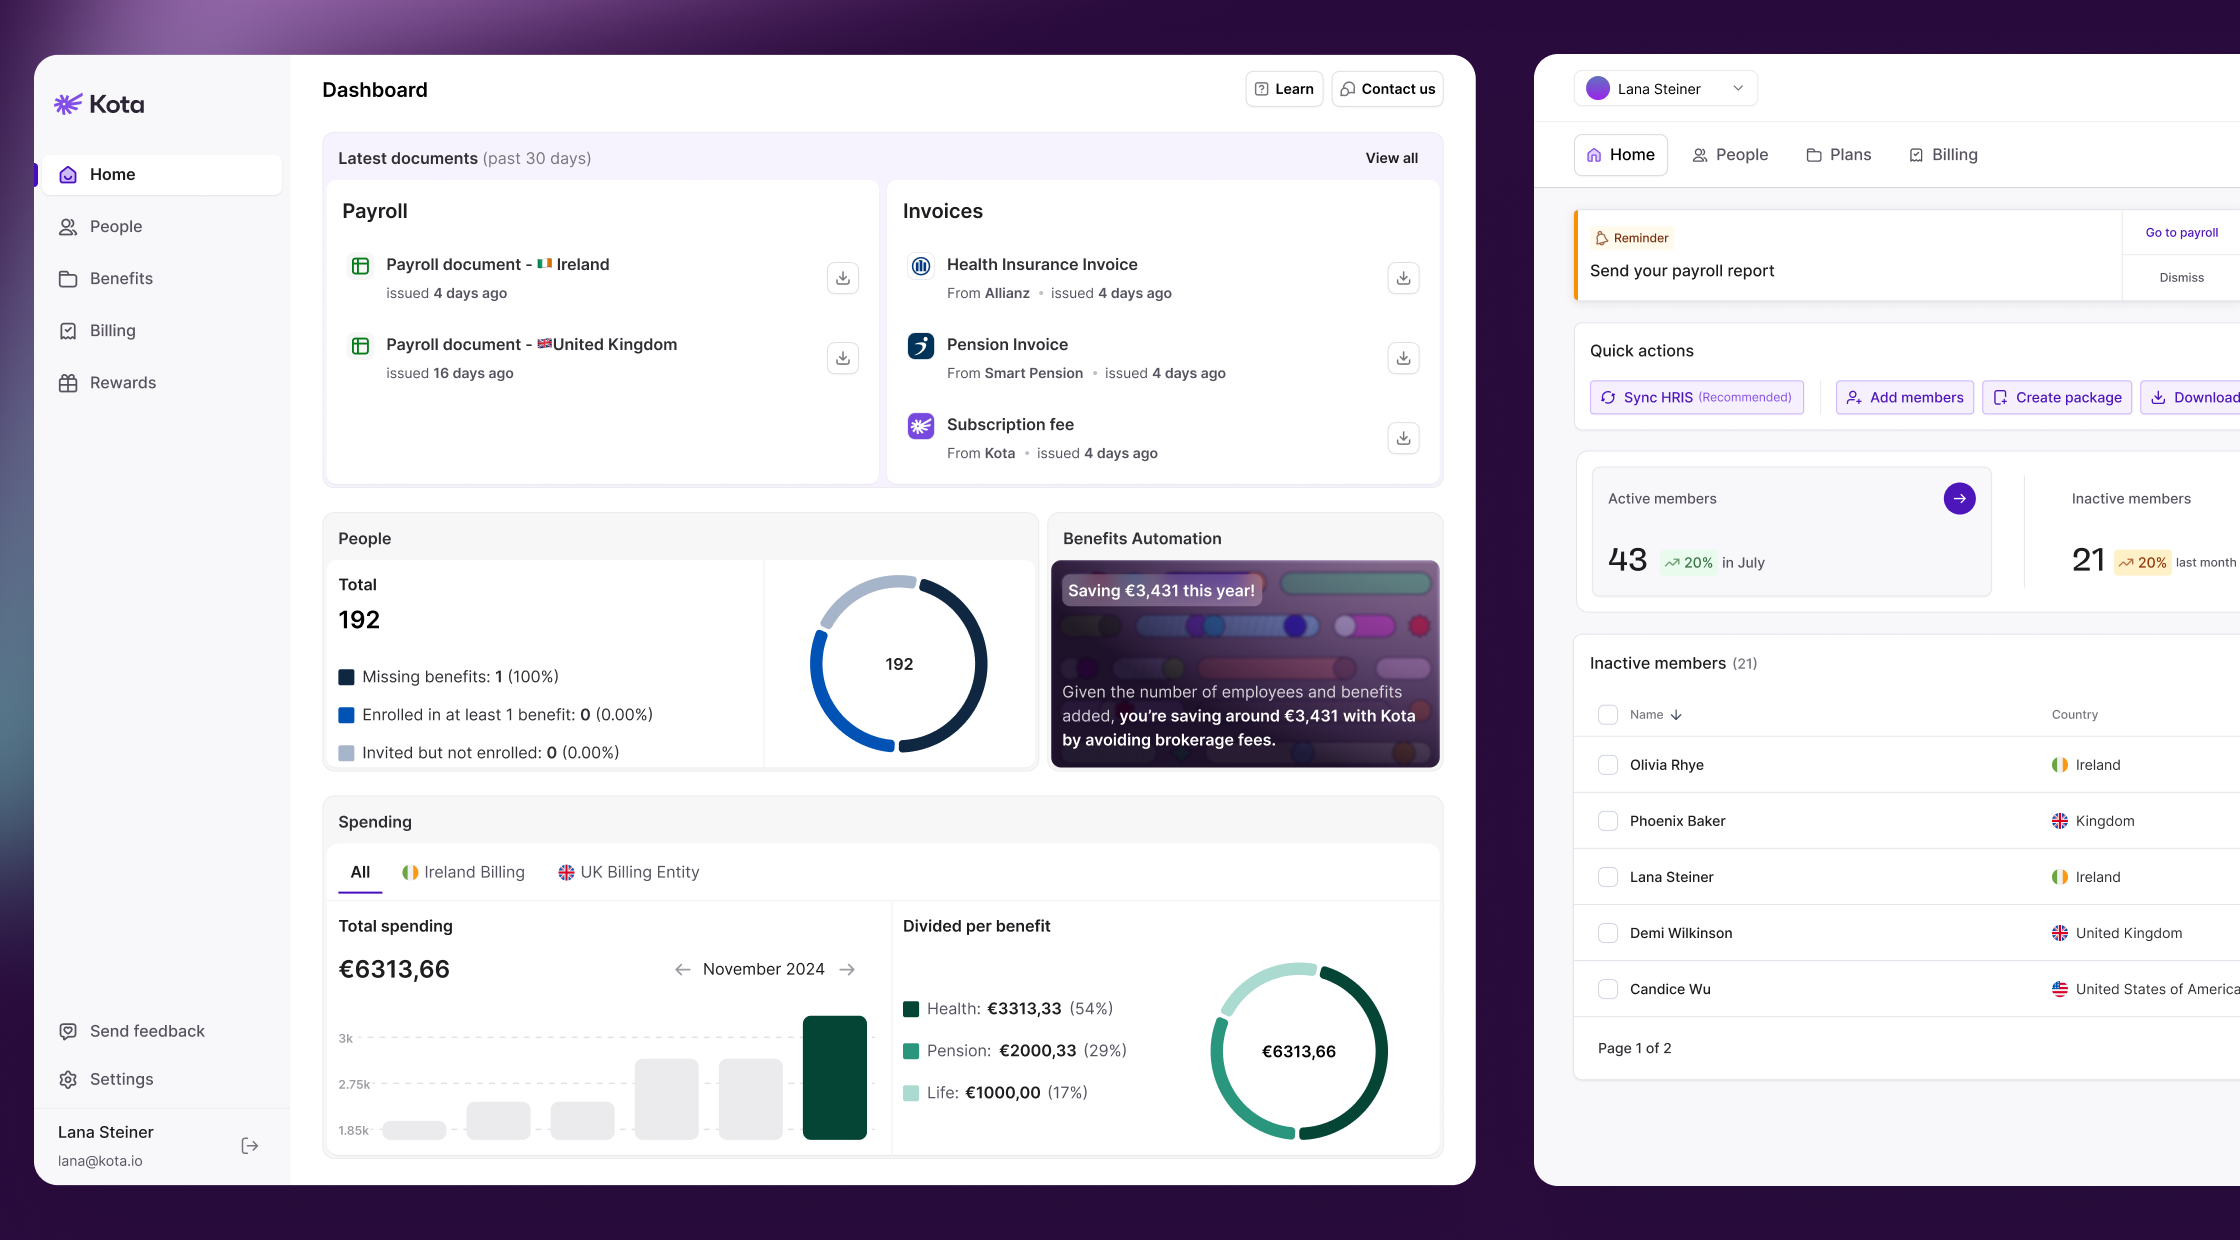 Kota
Home
People
Benefits
Billing
Rewards
Send feedback
Settings
Lana Steiner
lana@kota.io
Dashboard
Learn
Contact us
Latest documents (past 30 days)
View all
Payroll
Payroll document - Ireland
issued 4 days ago
Payroll document - United Kingdom
issued 16 days ago
Invoices
Health Insurance Invoice
From Allianz • issued 4 days ago
Pension Invoice
From Smart Pension • issued 4 days ago
Subscription fee
From Kota • issued 4 days ago
People
Total
192
Missing benefits: 1 (100%)
Enrolled in at least 1 benefit: 0 (0.00%)
Invited but not enrolled: 0 (0.00%)
192
Benefits Automation
Saving €3,431 this year!
Given the number of employees and benefits
added, you're saving around €3,431 with Kota
by avoiding brokerage fees.
Spending
All
Ireland Billing
UK Billing Entity
Total spending
€6313,66
November 2024
3k
2.75k
1.85k
Divided per benefit
Health: €3313,33 (54%)
Pension: €2000,33 (29%)
Life: €1000,00 (17%)
€6313,66
Lana Steiner
Home
People
Plans
Billing
Reminder
Send your payroll report
Go to payroll
Dismiss
Quick actions
Sync HRIS (Recommended)
Add members
Create package
Download
Active members
43 20% in July
Inactive members
21 20% last month
Inactive members (21)
Name
Country
Olivia Rhye
Ireland
Phoenix Baker
Kingdom
Lana Steiner
Ireland
Demi Wilkinson
United Kingdom
Candice Wu
United States of America
Page 1 of 2